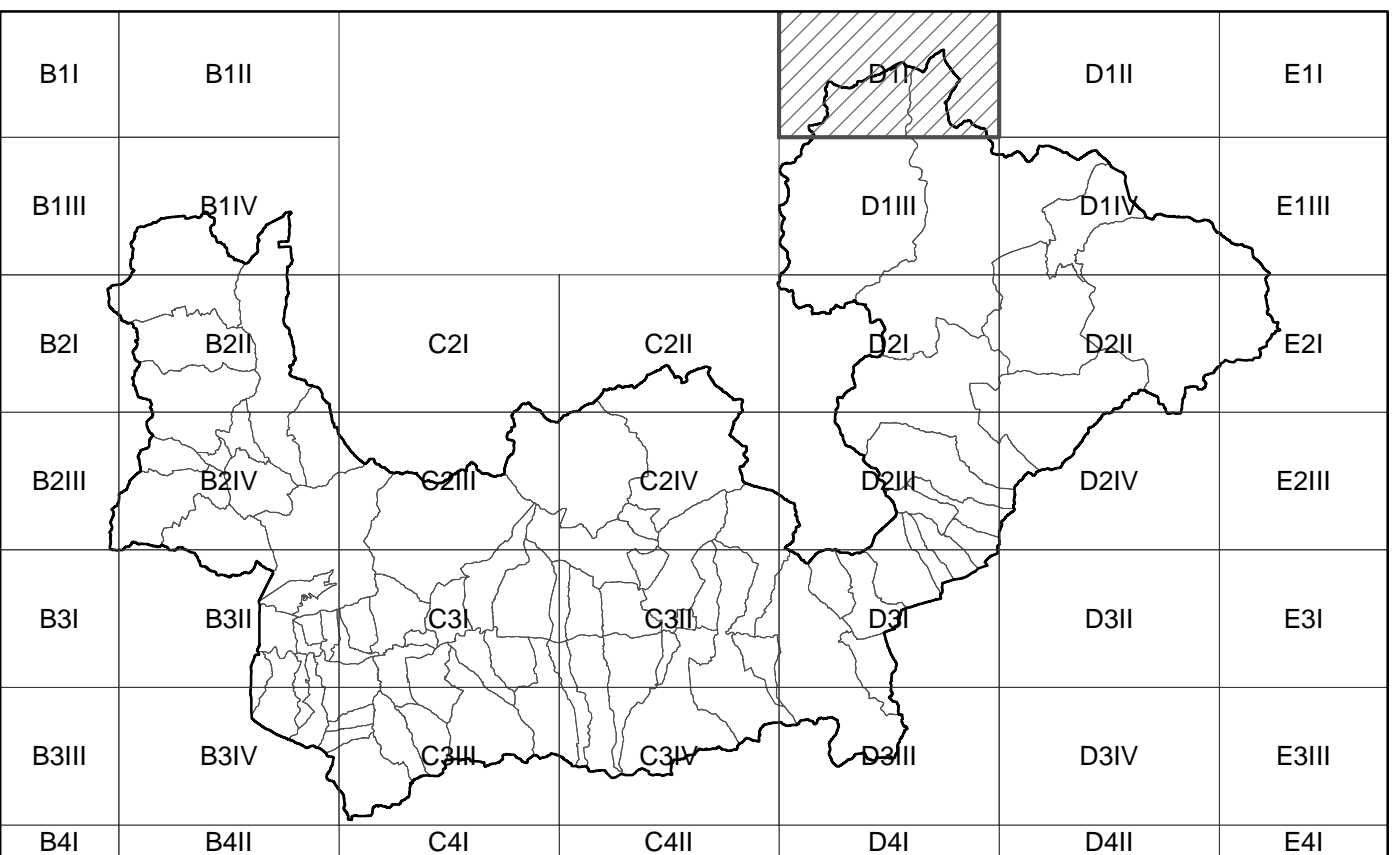 B1I B1II D1I D1II E1I
B1III B1IV D1III D1IV E1III
B2I B2II C2I C2II D2I D2II E2I
B2III B2IV C2III C2IV D2III D2IV E2III
B3I B3II C3I C3II D3I D3II E3I
B3III B3IV C3III C3IV D3III D3IV E3III
B4I B4II C4I C4II D4I D4II E4I